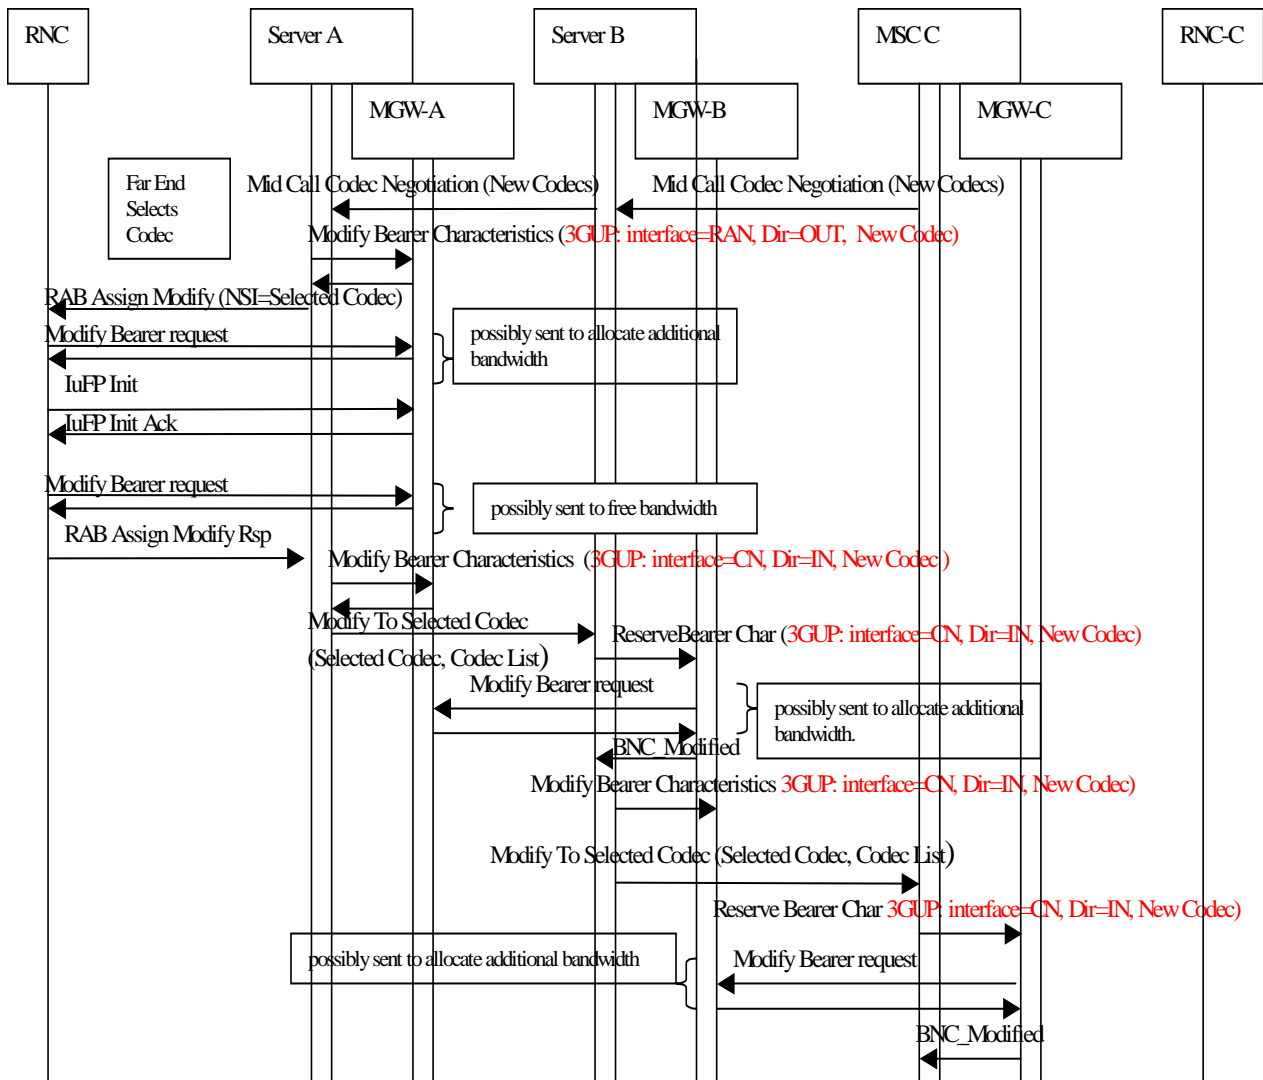 RNC
Server A
Server B
MSC C
RNC-C
MGW-A
MGW-B
MGW-C
Far End
Selects
Codec
Mid Call Codec Negotiation (New Codecs)
Mid Call Codec Negotiation (New Codecs)
Modify Bearer Characteristics (3GUP: interface=RAN, Dir=OUT, New Codec)
RAB Assign Modify (NSI=Selected Codec)
Modify Bearer request
possibly sent to allocate additional
bandwidth
IuFP Init
IuFP Init Ack
Modify Bearer request
possibly sent to free bandwidth
RAB Assign Modify Rsp
Modify Bearer Characteristics (3GUP: interface=CN, Dir=IN, New Codec )
Modify To Selected Codec
(Selected Codec, Codec List)
ReserveBearer Char (3GUP: interface=CN, Dir=IN, New Codec)
Modify Bearer request
possibly sent to allocate additional
bandwidth.
BNC_Modified
Modify Bearer Characteristics 3GUP: interface=CN, Dir=IN, New Codec)
Modify To Selected Codec (Selected Codec, Codec List)
Reserve Bearer Char 3GUP: interface=CN, Dir=IN, New Codec)
possibly sent to allocate additional bandwidth
Modify Bearer request
BNC_Modified